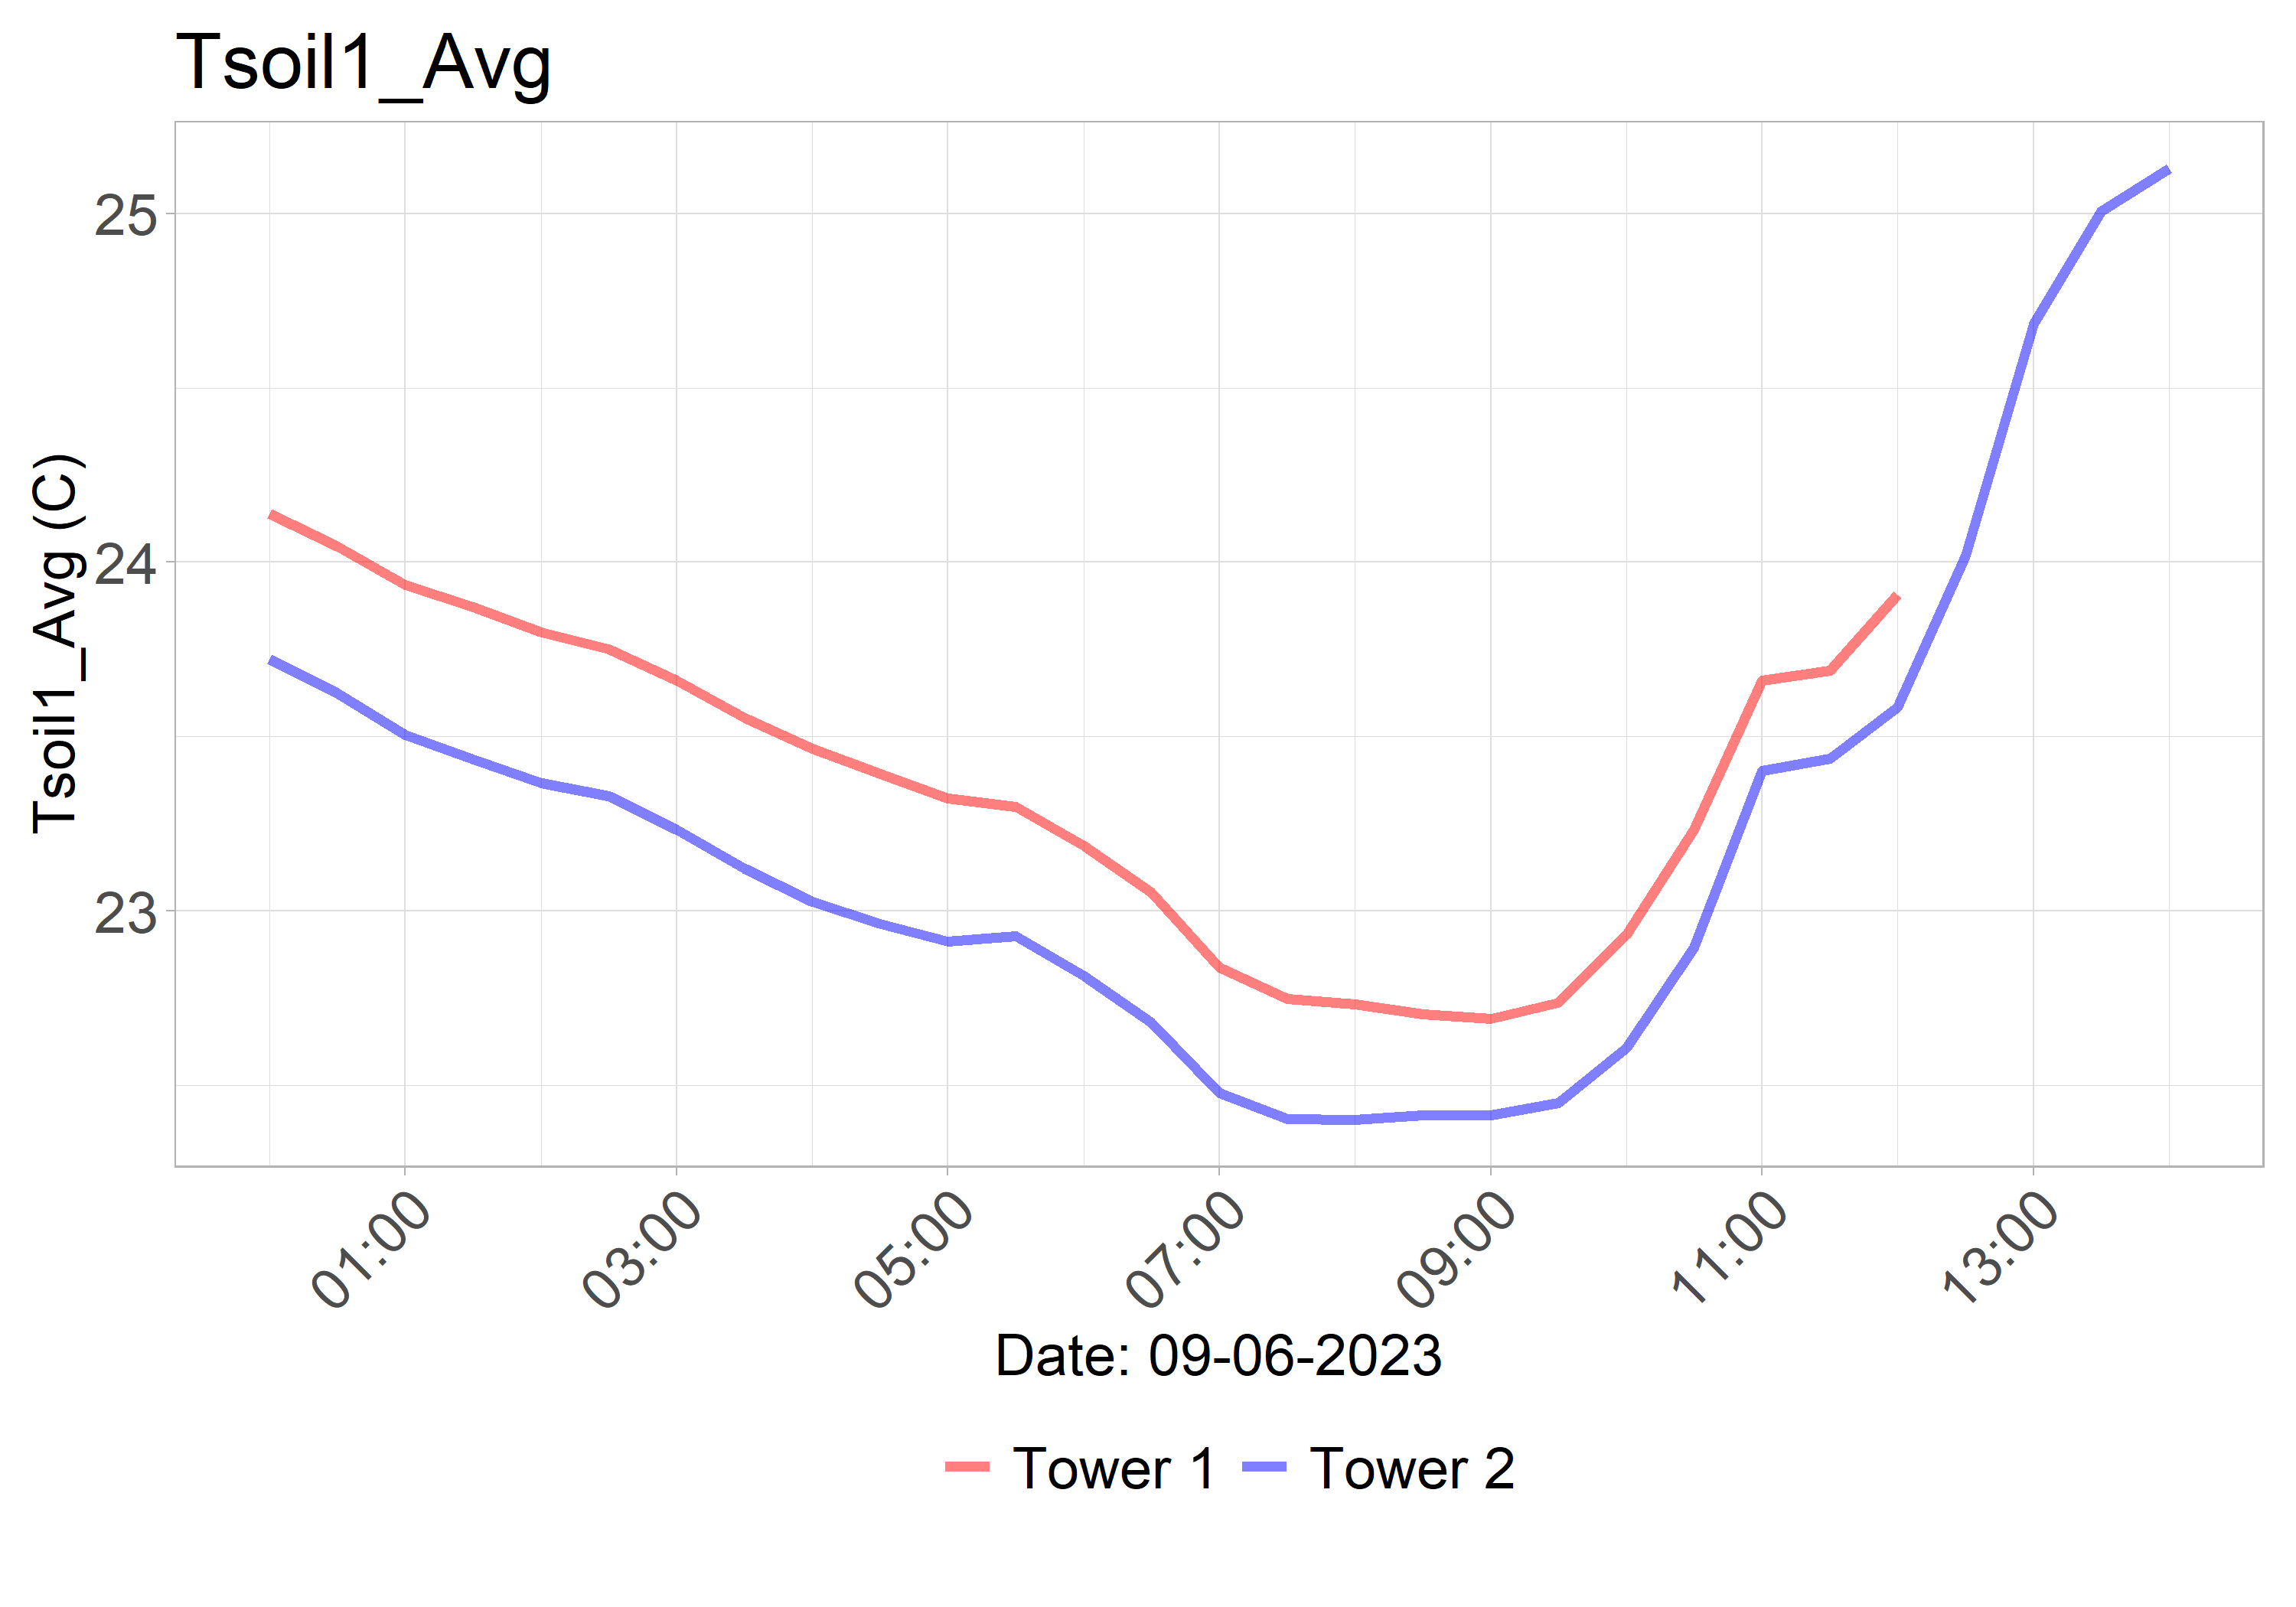 Tsoil1_Avg
Tsoil1_Avg (C)
25
24
23
01:00 03:00 05:00 07:00 09:00 11:00 13:00
Date: 09-06-2023
Tower 1 Tower 2